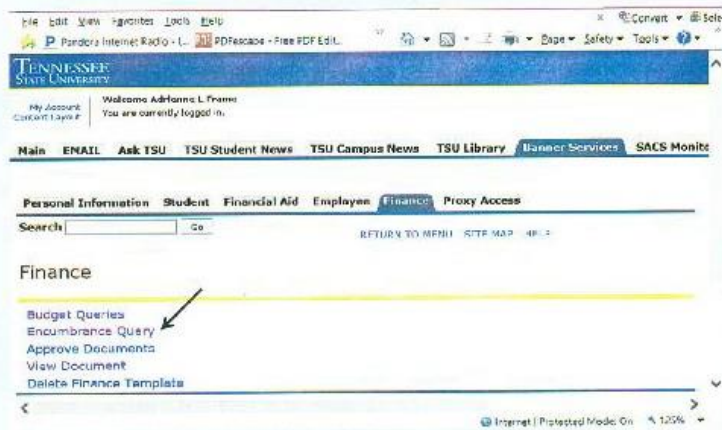 File Edit View Favorites Tools Help
x Convert Sele
Pandora Internet Radio - L... PDFescape - Free PDF Edit...
Page Safety Tools
TENNESSEE
STATE UNIVERSITY
My Account
Content Layout
Welcome Adrianne L Frame
You are currently logged in.
Main EMAIL Ask TSU TSU Student News TSU Campus News TSU Library Banner Services SACS Monito
Personal Information Student Financial Aid Employee Finance Proxy Access
Search Go
RETURN TO MENU SITE MAP HELP
Finance
Budget Queries
Encumbrance Query
Approve Documents
View Document
Delete Finance Template
Internet | Protected Mode: On 125%